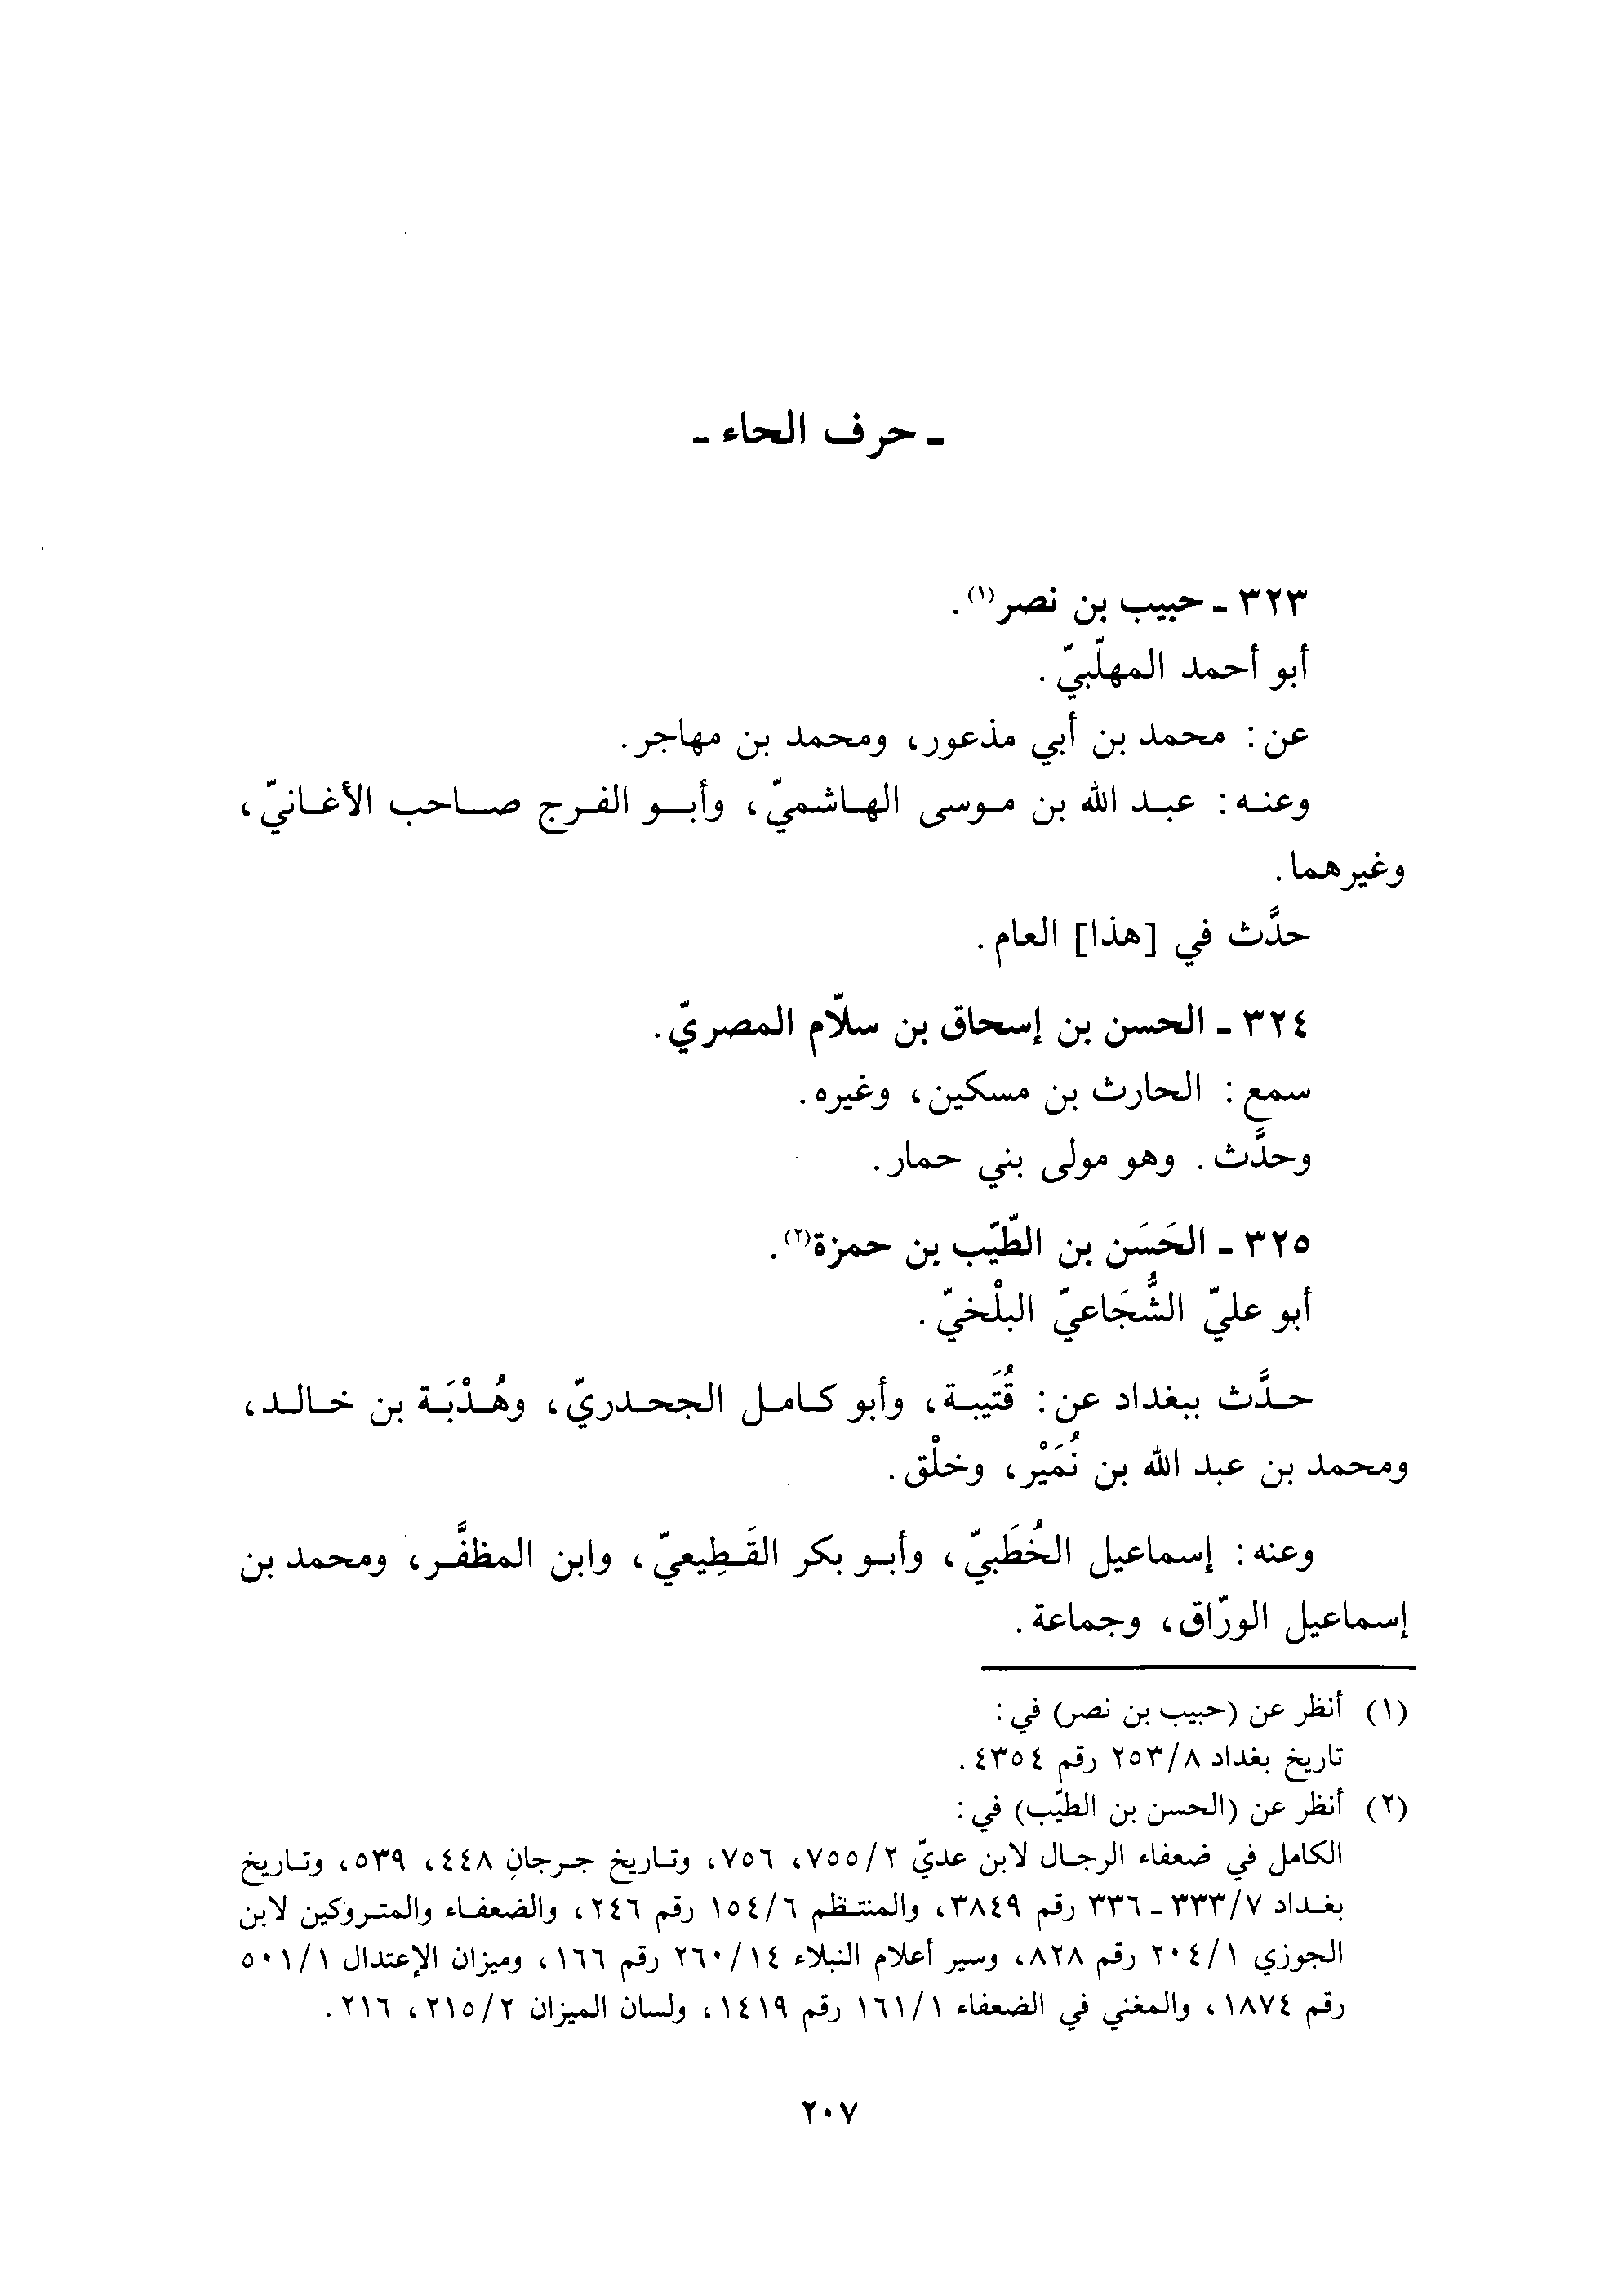 ـ حرف الحاء ـ
٣٢٣ ـ حبيب بن نصر(١).
أبو أحمد المهلّبيّ.
عن: محمد بن أبي مذعور، ومحمد بن مهاجر.
وعنه: عبد الله بن موسى الهاشميّ، وأبو الفرج صاحب الأغانيّ،
وغيرهما.
حدَّث في [هذا] العام.
٣٢٤ ـ الحسن بن إسحاق بن سلّام المصريّ.
سمع: الحارث بن مسكين، وغيره.
وحدَّث. وهو مولى بني حمار.
٣٢٥ ـ الحَسَن بن الطّيّب بن حمزة(٢).
أبو عليّ الشُّجَاعيّ البلْخيّ.
حدَّث ببغداد عن: قُتَيبة، وأبو كامل الجحدريّ، وهُدْبَة بن خالد،
ومحمد بن عبد الله بن نُمَيْر، وخلْق.
وعنه: إسماعيل الخُطَبيّ، وأبو بكر القَطِيعيّ، وابن المظفَّر، ومحمد بن
إسماعيل الورّاق، وجماعة.
(١) أنظر عن (حبيب بن نصر) في:
تاريخ بغداد ٢٥٣/٨ رقم ٤٣٥٤.
(٢) أنظر عن (الحسن بن الطيّب) في:
الكامل في ضعفاء الرجال لابن عديّ ٧٥٥/٢، ٧٥٦، وتاريخ جرجان ٤٤٨، ٥٣٩، وتاريخ
بغداد ٣٣٣/٧ ـ ٣٣٦ رقم ٣٨٤٩، والمنتظم ١٥٤/٦ رقم ٢٤٦، والضعفاء والمتروكين لابن
الجوزي ٢٠٤/١ رقم ٨٢٨، وسير أعلام النبلاء ٢٦٠/١٤ رقم ١٦٦، وميزان الإعتدال ٥٠١/١
رقم ١٨٧٤، والمغني في الضعفاء ١٦١/١ رقم ١٤١٩، ولسان الميزان ٢١٥/٢، ٢١٦.
٢٠٧